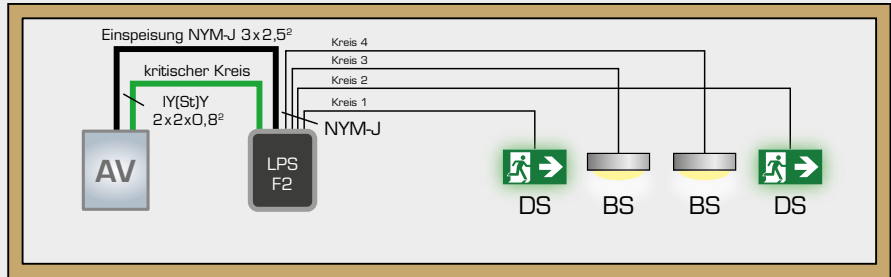 Einspeisung NYM-J 3x2,5²
kritischer Kreis
IY(St)Y
2x2x0,8²
Kreis 4
Kreis 3
Kreis 2
Kreis 1
NYM-J
AV
LPS
F2
DS
BS
BS
DS